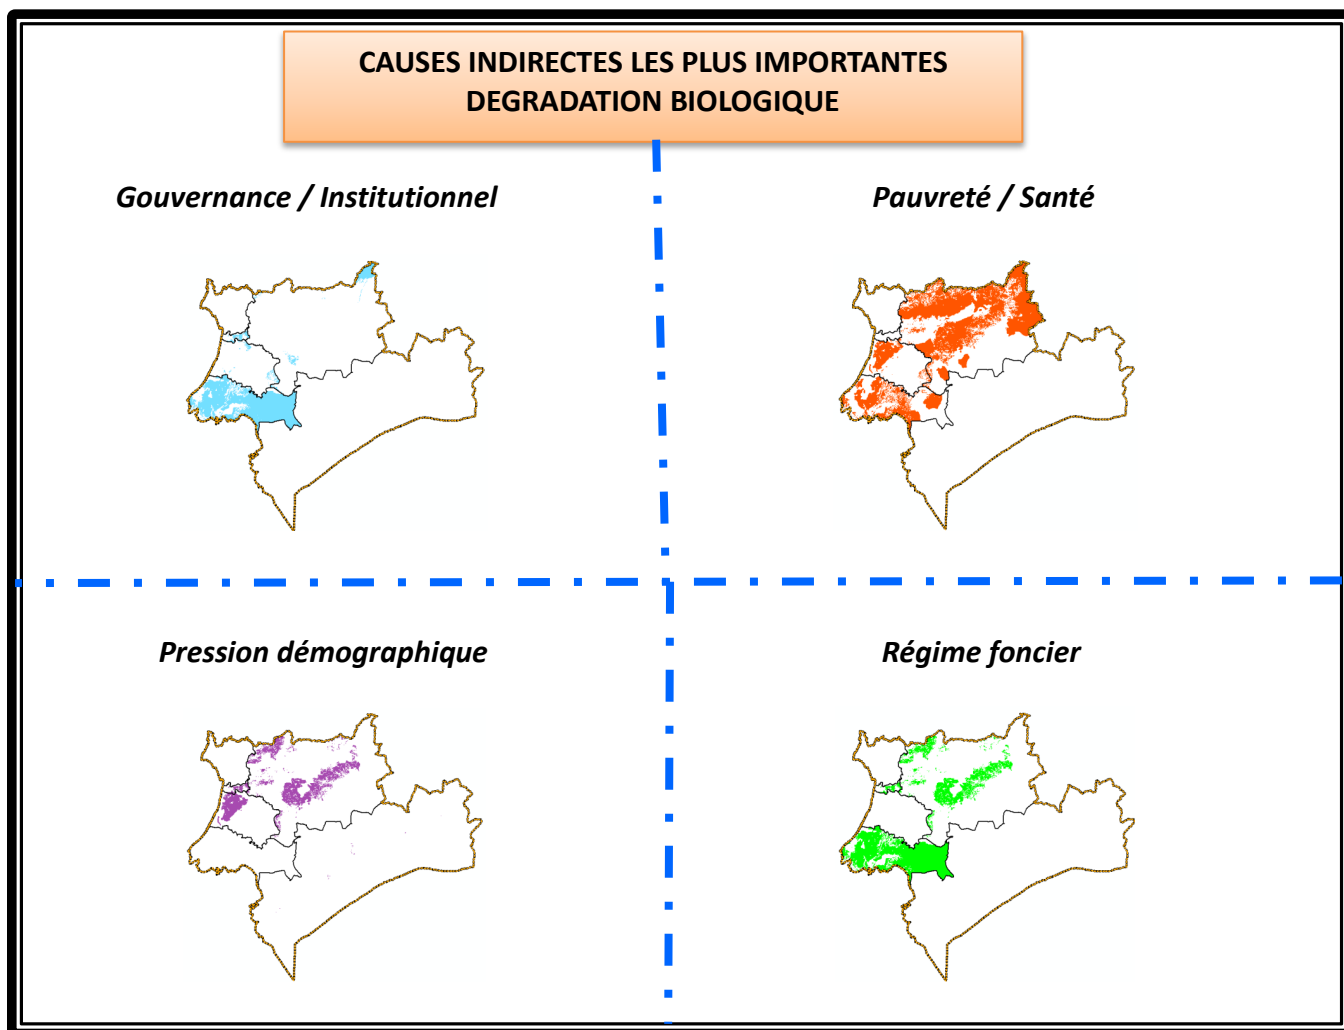 CAUSES INDIRECTES LES PLUS IMPORTANTES
DEGRADATION BIOLOGIQUE
Gouvernance / Institutionnel
Pauvreté / Santé
Pression démographique
Régime foncier